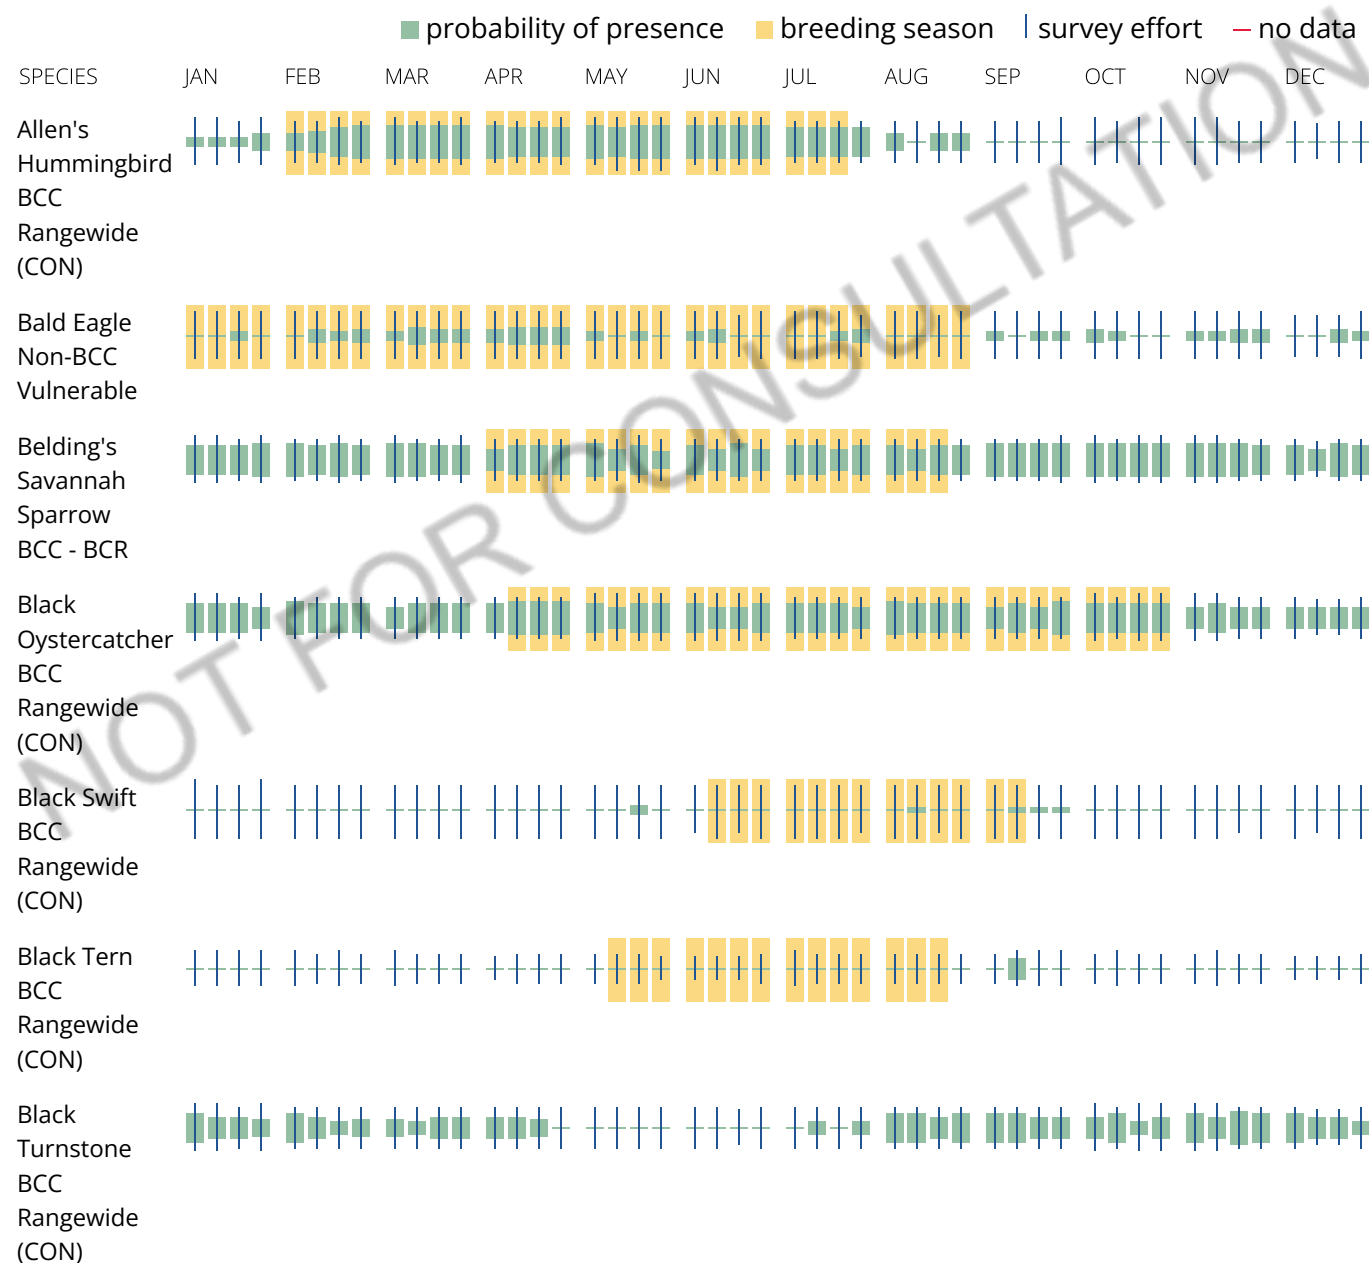 probability of presence breeding season survey effort no data
SPECIES JAN FEB MAR APR MAY JUN JUL AUG SEP OCT NOV DEC
Allen's
Hummingbird
BCC
Rangewide
(CON)
Bald Eagle
Non-BCC
Vulnerable
Belding's
Savannah
Sparrow
BCC - BCR
Black
Oystercatcher
BCC
Rangewide
(CON)
Black Swift
BCC
Rangewide
(CON)
Black Tern
BCC
Rangewide
(CON)
Black
Turnstone
BCC
Rangewide
(CON)
NOT FOR CONSULTATION